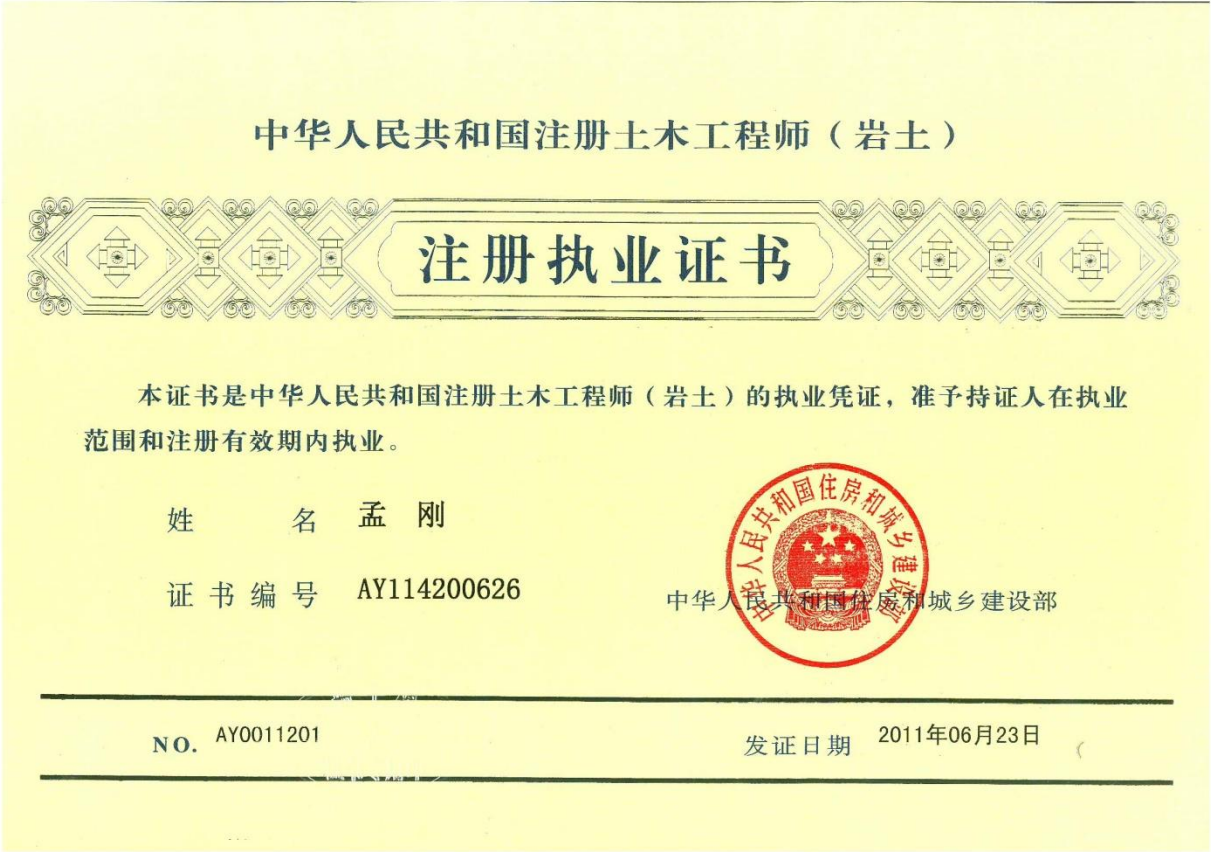 中华人民共和国注册土木工程师（岩土）
注册执业证书
本证书是中华人民共和国注册土木工程师（岩土）的执业凭证，准予持证人在执业
范围和注册有效期内执业。
姓 名 孟 刚
证书编号 AY114200626
中华人民共和国住房和城乡建设部
中华人民共和国住房和城乡建设部
NO. AY0011201
发证日期 2011年06月23日